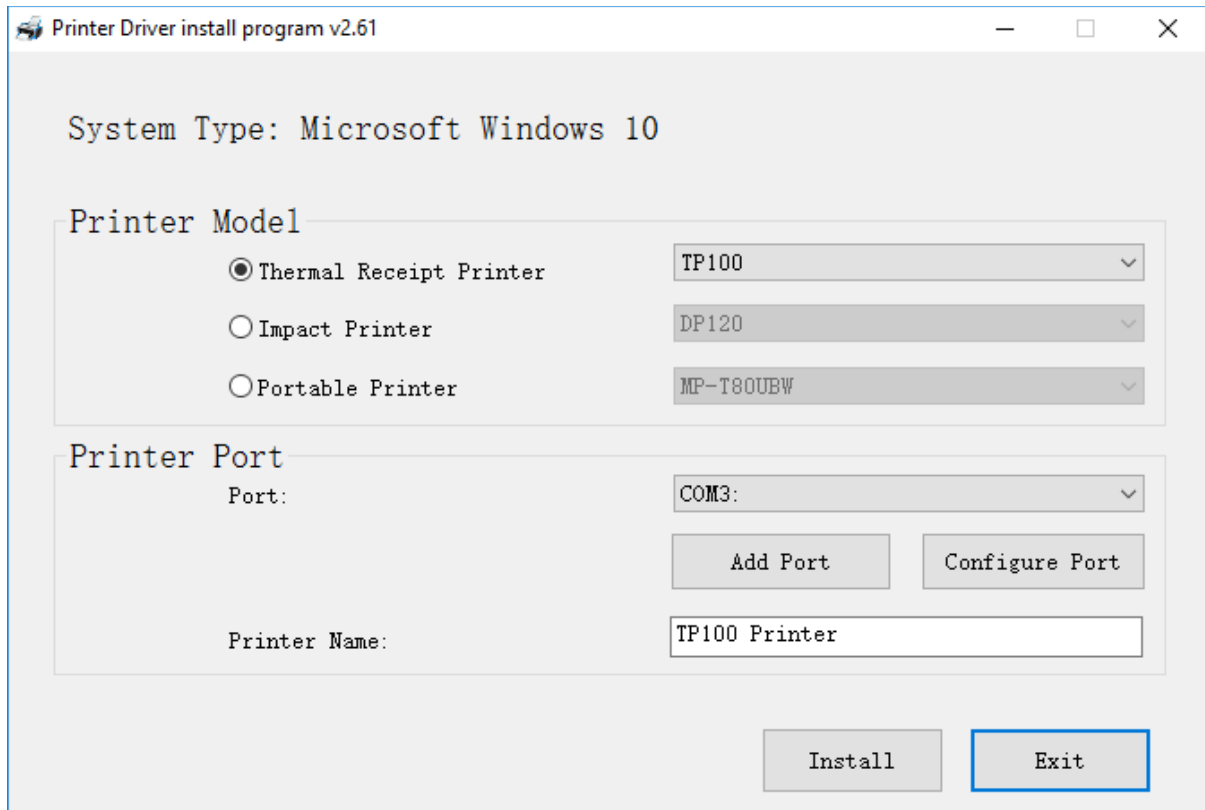 Printer Driver install program v2.61
System Type: Microsoft Windows 10
Printer Model
Thermal Receipt Printer TP100
Impact Printer DP120
Portable Printer MP-T80UBW
Printer Port
Port: COM3:
Add Port Configure Port
Printer Name: TP100 Printer
Install Exit